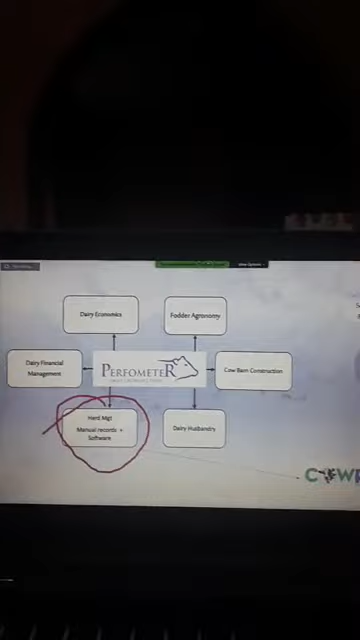 Dairy Economics
Fodder Agronomy
Dairy Financial
Management
PERFOMETER
Cow Barn Construction
Herd Mgt
Manual records +
Software
Dairy Husbandry